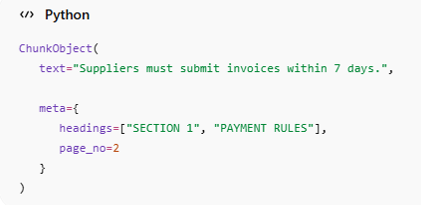 </> Python
ChunkObject(
text="Suppliers must submit invoices within 7 days.",
meta={
headings=["SECTION 1", "PAYMENT RULES"],
page_no=2
}
)